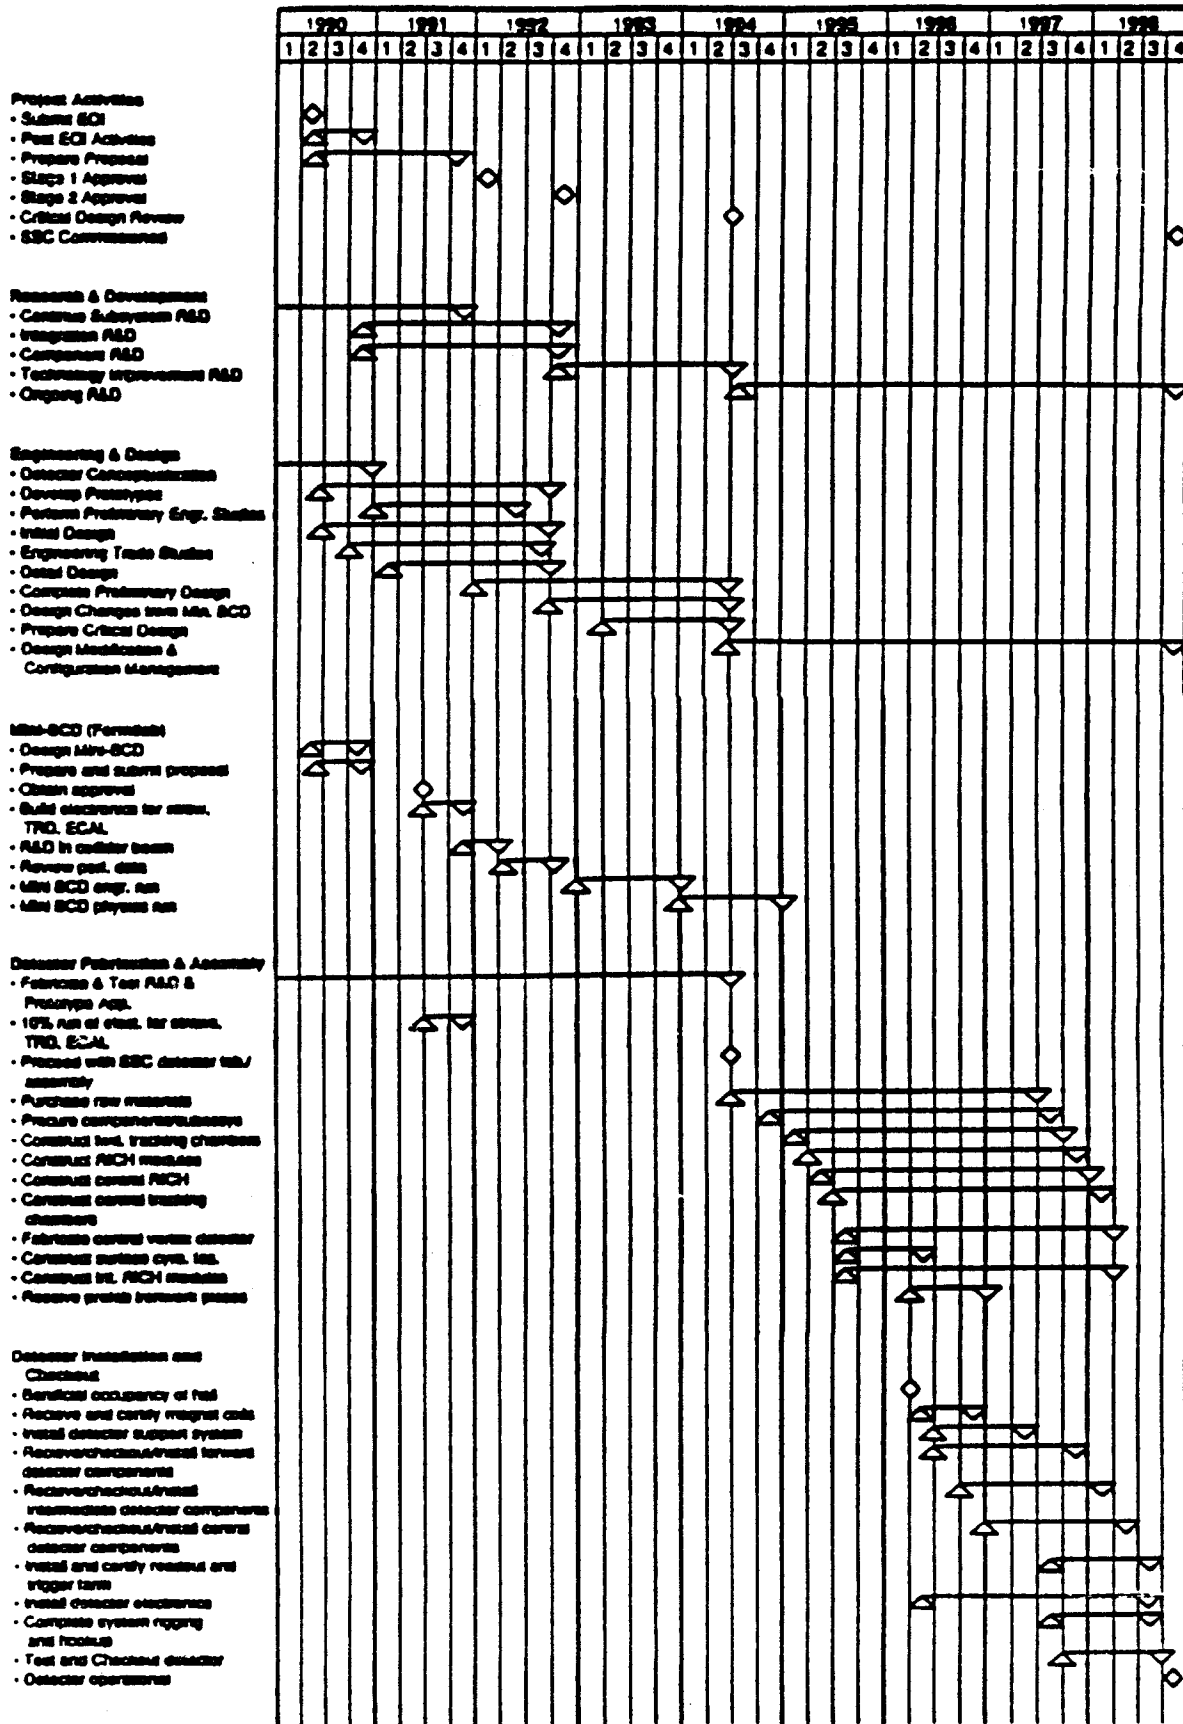 1990 1991 1992 1993 1994 1995 1996 1997 1998
1 2 3 4 1 2 3 4 1 2 3 4 1 2 3 4 1 2 3 4 1 2 3 4 1 2 3 4 1 2 3 4 1 2 3 4
Project Activities
· Submit EOI
· Post EOI Activities
· Prepare Proposal
· Stage 1 Approval
· Stage 2 Approval
· Critical Design Review
· SSC Commissioned
Research & Development
· Continue Subsystem R&D
· Integration R&D
· Component R&D
· Technology Improvement R&D
· Ongoing R&D
Engineering & Design
· Detector Conceptualization
· Develop Prototypes
· Perform Preliminary Engr. Studies
· Initial Design
· Engineering Trade Studies
· Detail Design
· Complete Preliminary Design
· Design Changes from Min. BCD
· Prepare Critical Design
· Design Modification &
Configuration Management
Mini-BCD (Fermilab)
· Design Mini-BCD
· Prepare and submit proposal
· Obtain approval
· Build electronics for straw,
TRD, ECAL
· R&D in collider beam
· Review perf. data
· Mini BCD engr. run
· Mini BCD physics run
Detector Fabrication & Assembly
· Fabricate & Test R&D &
Prototype App.
· 10% run of elect. for straws,
TRD, ECAL
· Proceed with SSC detector fab./
assembly
· Purchase raw materials
· Procure components/subassys
· Construct fwd. tracking chambers
· Construct RICH modules
· Construct central RICH
· Construct central tracking
chambers
· Fabricate central vertex detector
· Construct surface cyro. fac.
· Construct int. RICH modules
· Receive prefab ironwork pieces
Detector Installation and
Checkout
· Beneficial occupancy of hall
· Recieve and certify magnet coils
· Install detector support system
· Recieve/checkout/install forward
detector components
· Recieve/checkout/install
intermediate detector components
· Recieve/checkout/install central
detector components
· Install and certify readout and
trigger farm
· Install detector electronics
· Complete system rigging
and hookup
· Test and Checkout detector
· Detector operational